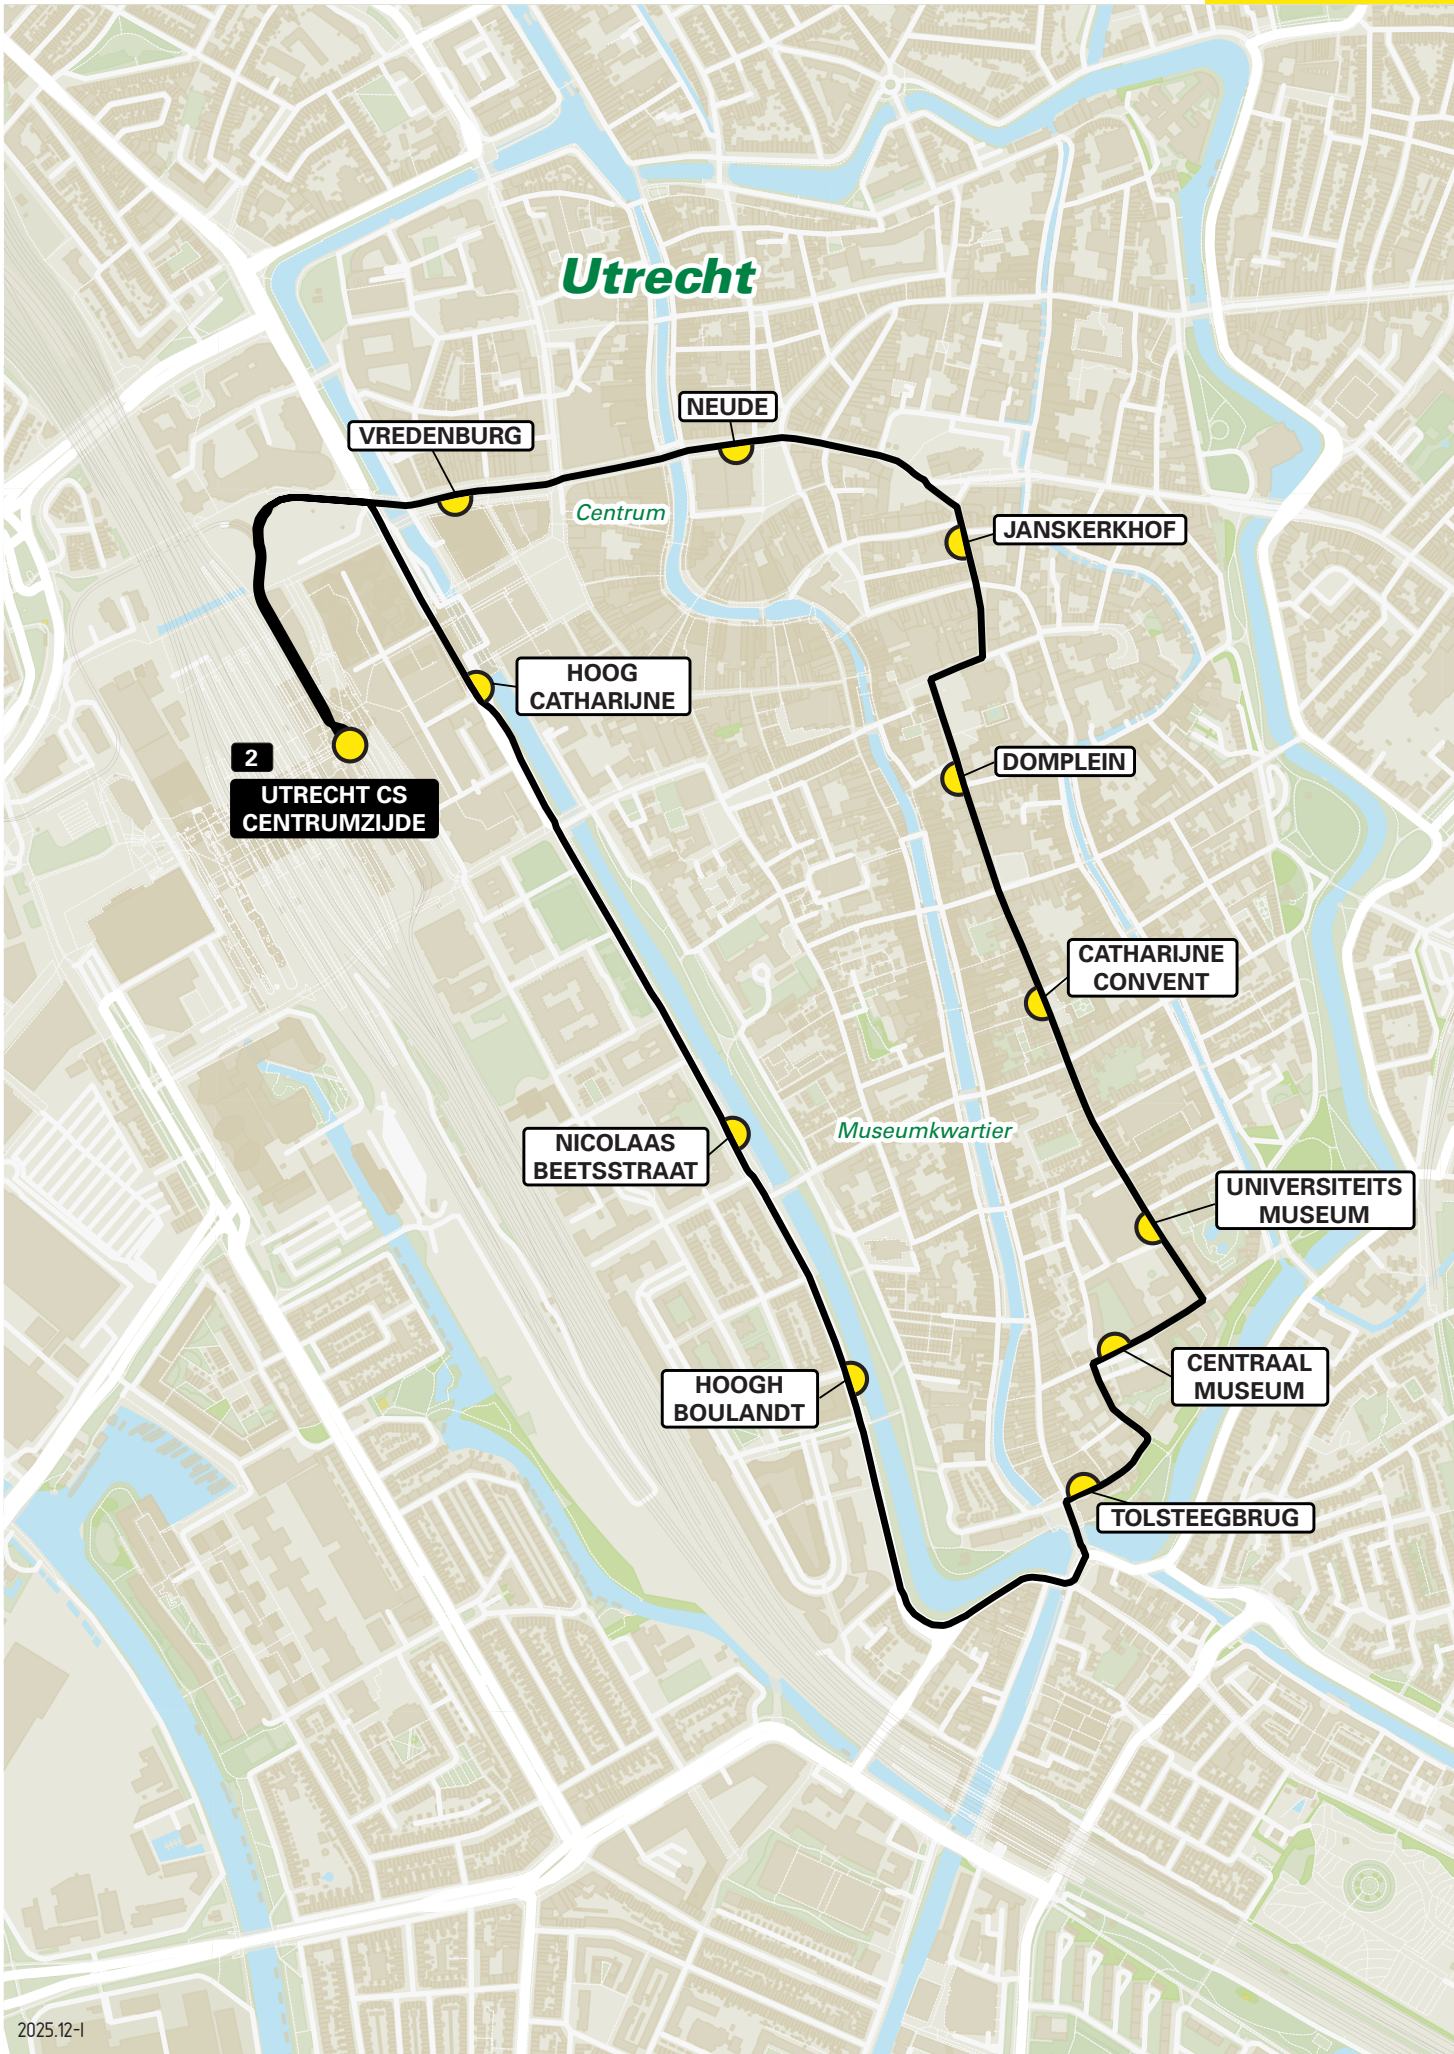 Utrecht
NEUDE
VREDENBURG
Centrum
JANSKERKHOF
HOOG
CATHARIJNE
2
UTRECHT CS
CENTRUMZIJDE
DOMPLEIN
CATHARIJNE
CONVENT
Museumkwartier
NICOLAAS
BEETSSTRAAT
UNIVERSITEITS
MUSEUM
CENTRAAL
MUSEUM
HOOGH
BOULANDT
TOLSTEEGBRUG
2025.12-I